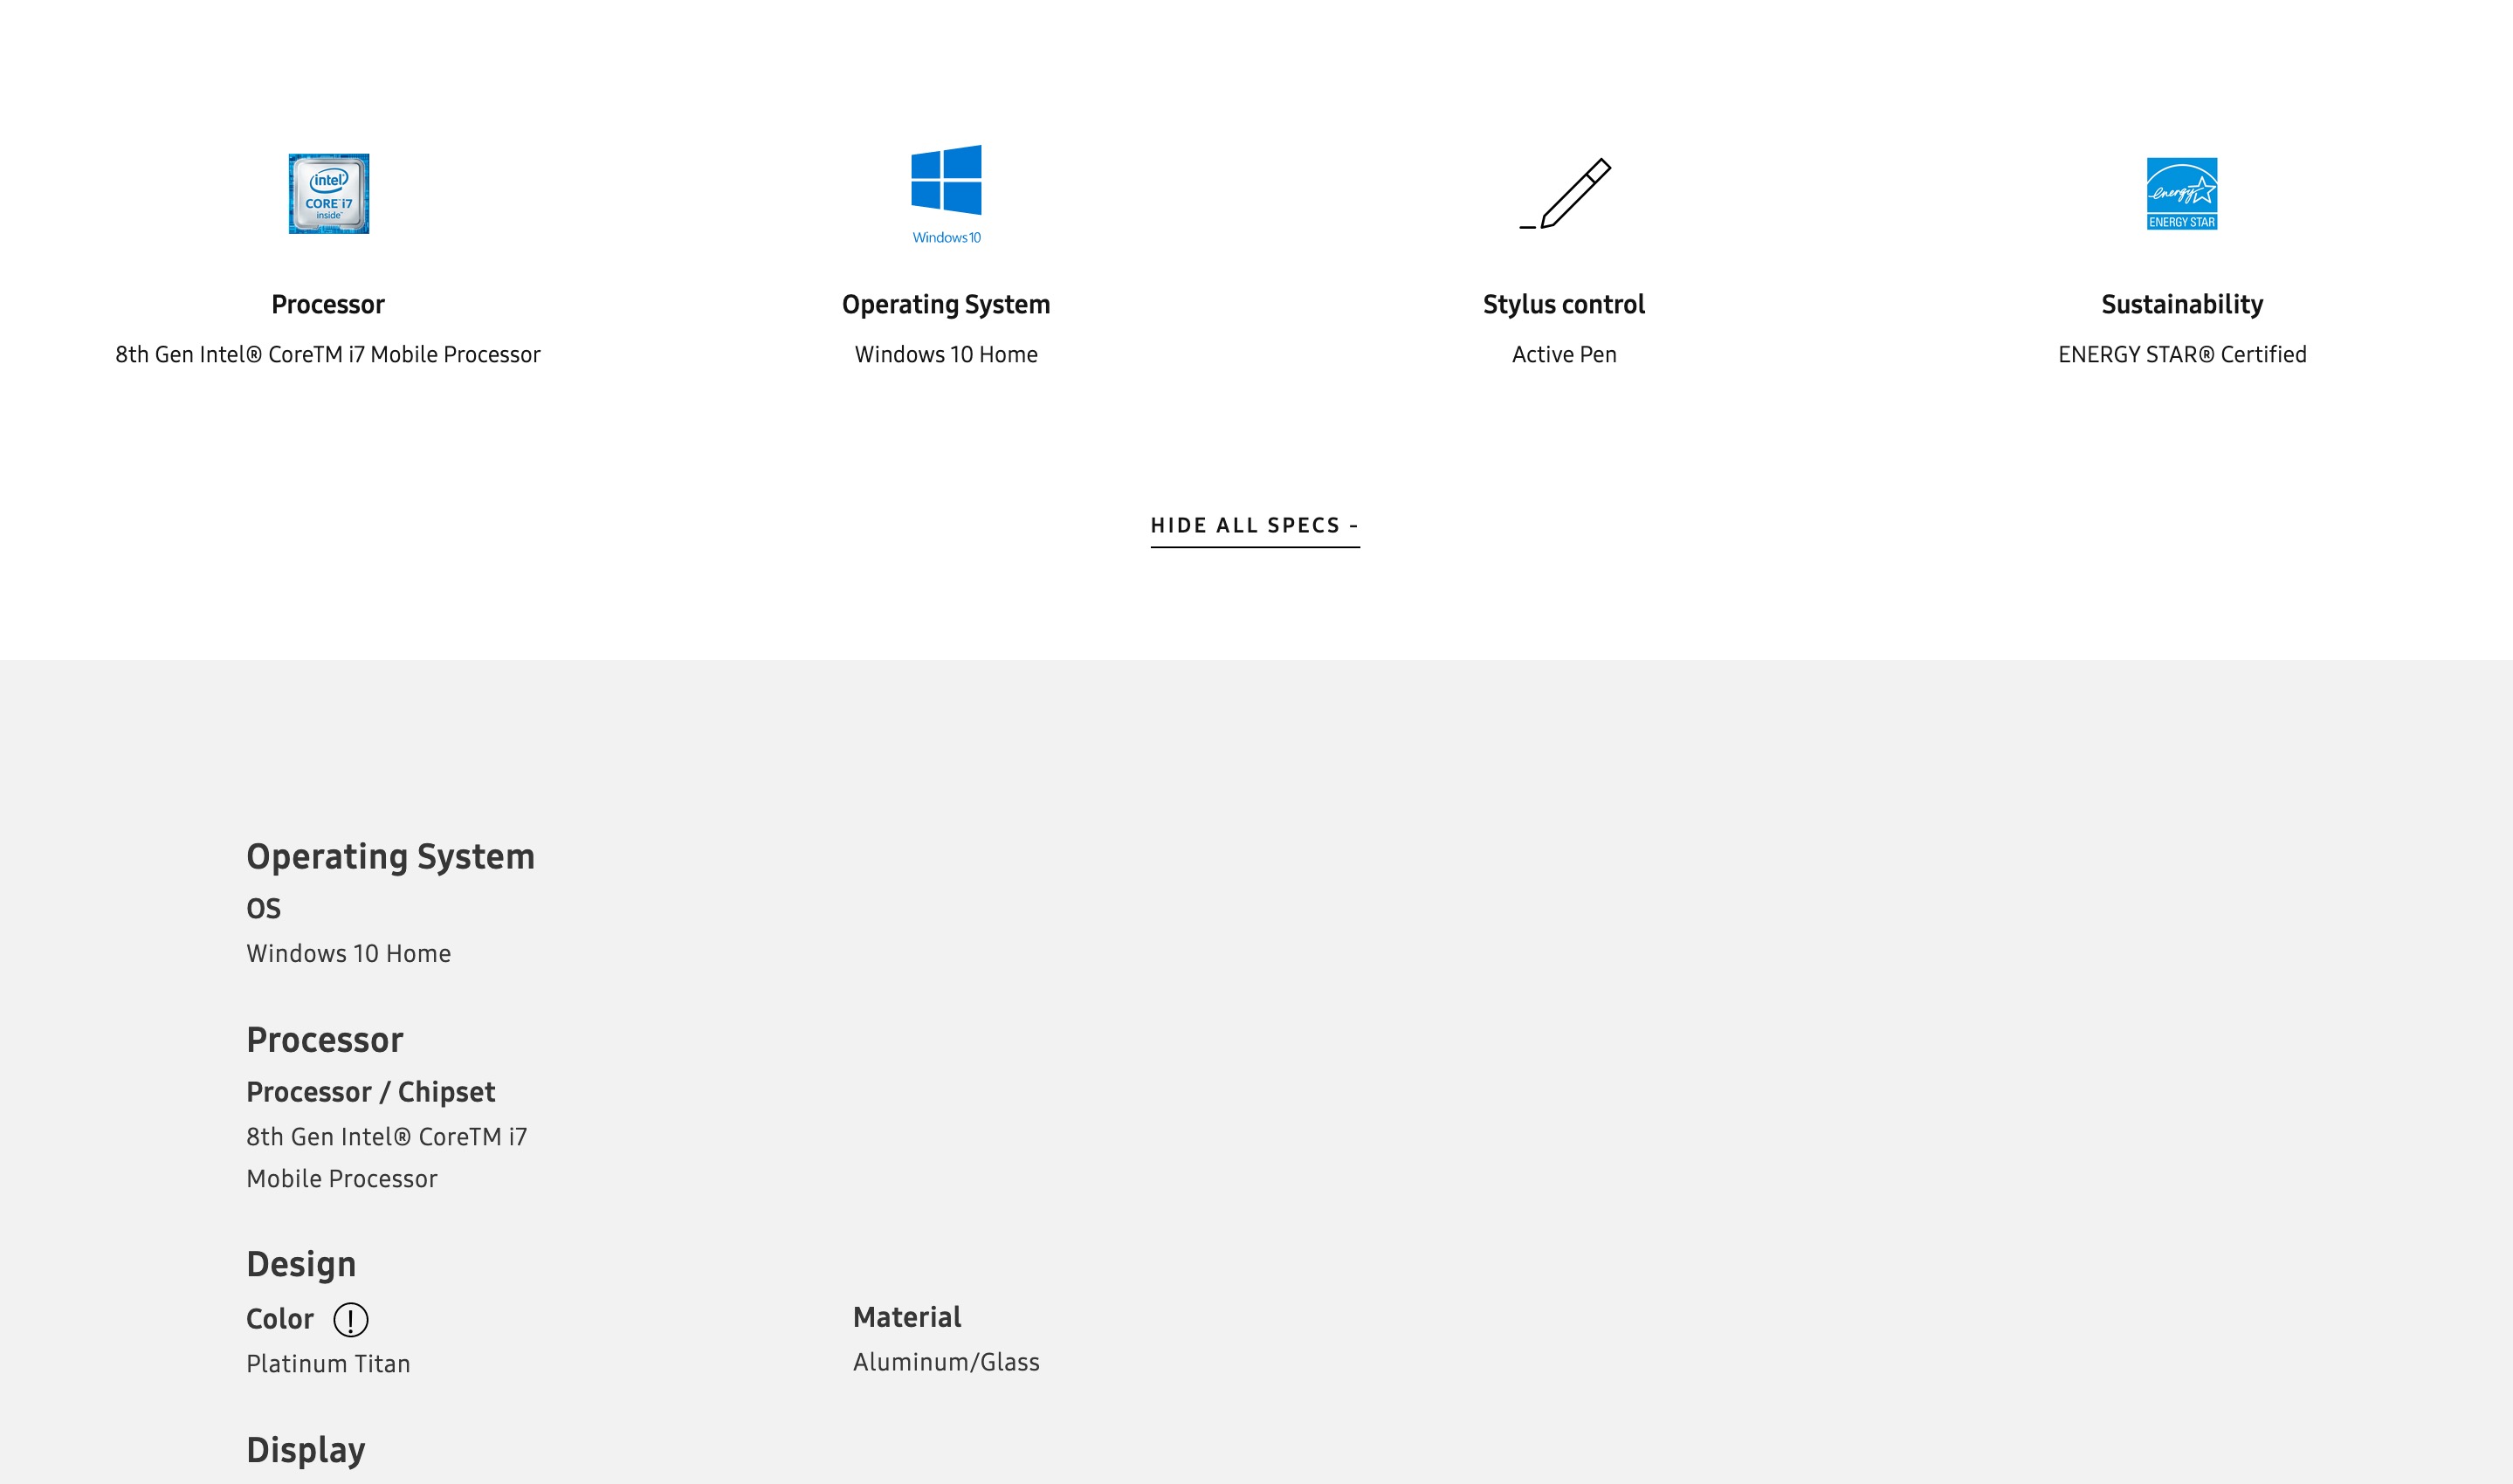 intel
CORE i7
inside™
Windows 10
energy
ENERGY STAR
Processor
8th Gen Intel® CoreTM i7 Mobile Processor
Operating System
Windows 10 Home
Stylus control
Active Pen
Sustainability
ENERGY STAR® Certified
HIDE ALL SPECS -
Operating System
OS
Windows 10 Home
Processor
Processor / Chipset
8th Gen Intel® CoreTM i7
Mobile Processor
Design
Color
Platinum Titan
Material
Aluminum/Glass
Display